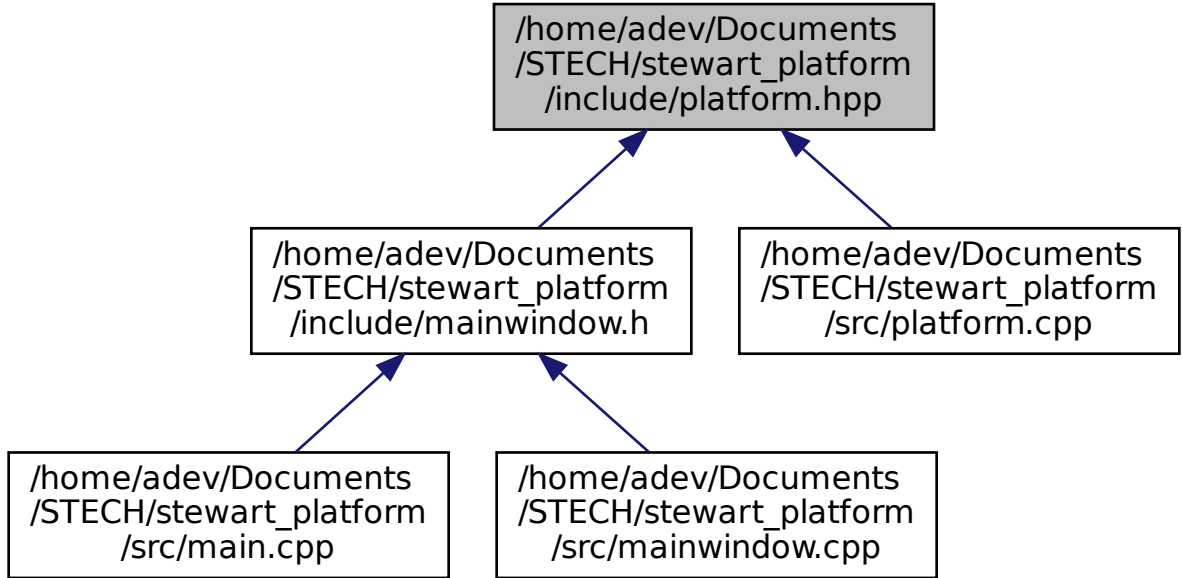 /home/adev/Documents
/STECH/stewart_platform
/include/platform.hpp
/home/adev/Documents
/STECH/stewart_platform
/include/mainwindow.h
/home/adev/Documents
/STECH/stewart_platform
/src/platform.cpp
/home/adev/Documents
/STECH/stewart_platform
/src/main.cpp
/home/adev/Documents
/STECH/stewart_platform
/src/mainwindow.cpp